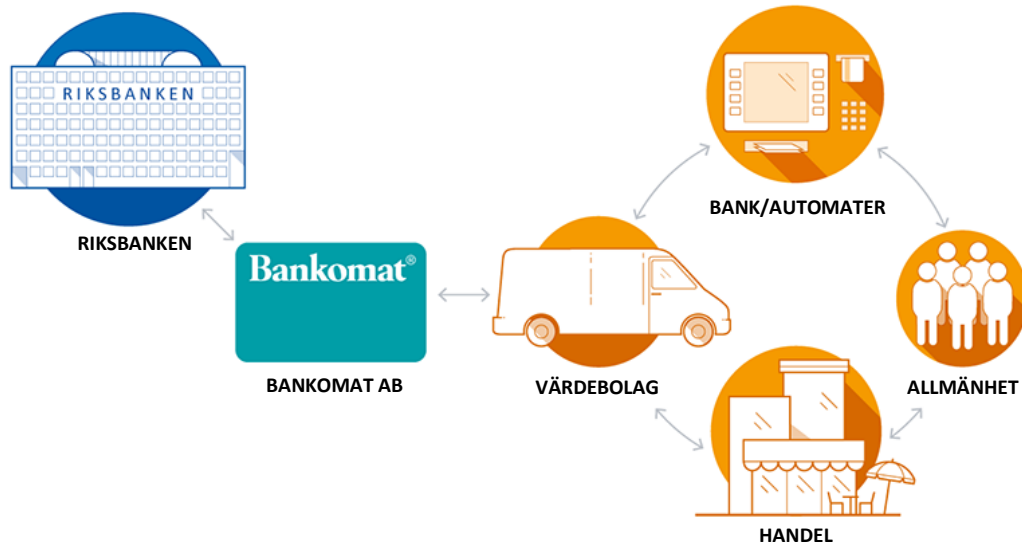 RIKSBANKEN
RIKSBANKEN
Bankomat®
BANKOMAT AB
VÄRDEBOLAG
BANK/AUTOMATER
ALLMÄNHET
HANDEL